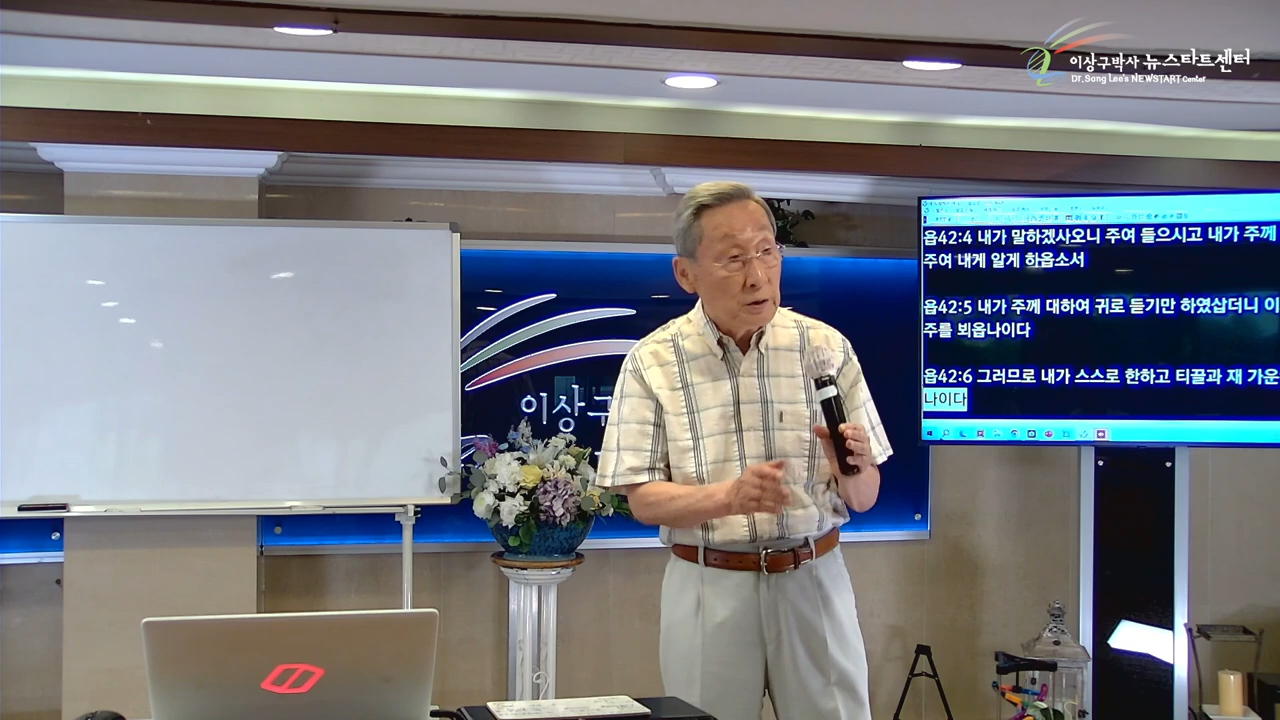 이상구박사 뉴스타트센터
Dr. Sang Lee's NEWSTART Center
욥42:4 내가 말하겠사오니 주여 들으시고 내가 주께
주여 내게 알게 하옵소서
욥42:5 내가 주께 대하여 귀로 듣기만 하였삽더니 이
주를 뵈옵나이다
욥42:6 그러므로 내가 스스로 한하고 티끌과 재 가운
나이다
이상구